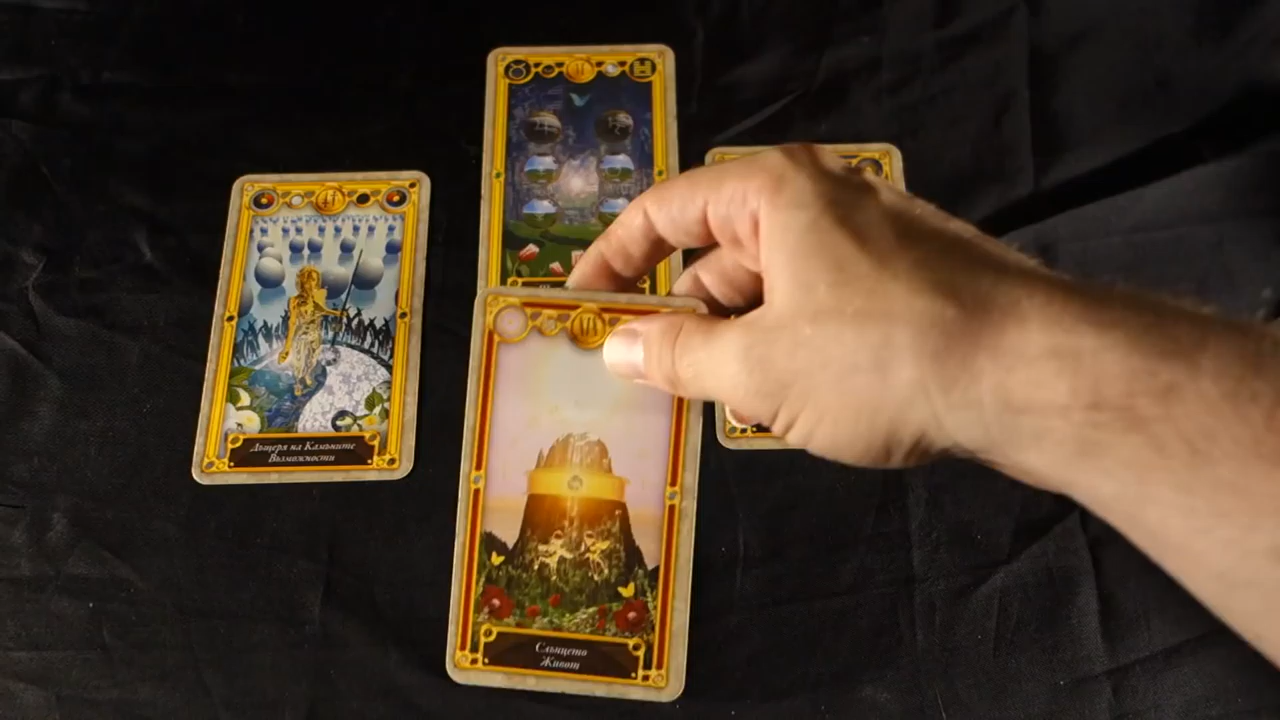 Дъщеря на Камъните
Възможности
Слънцето
Живот